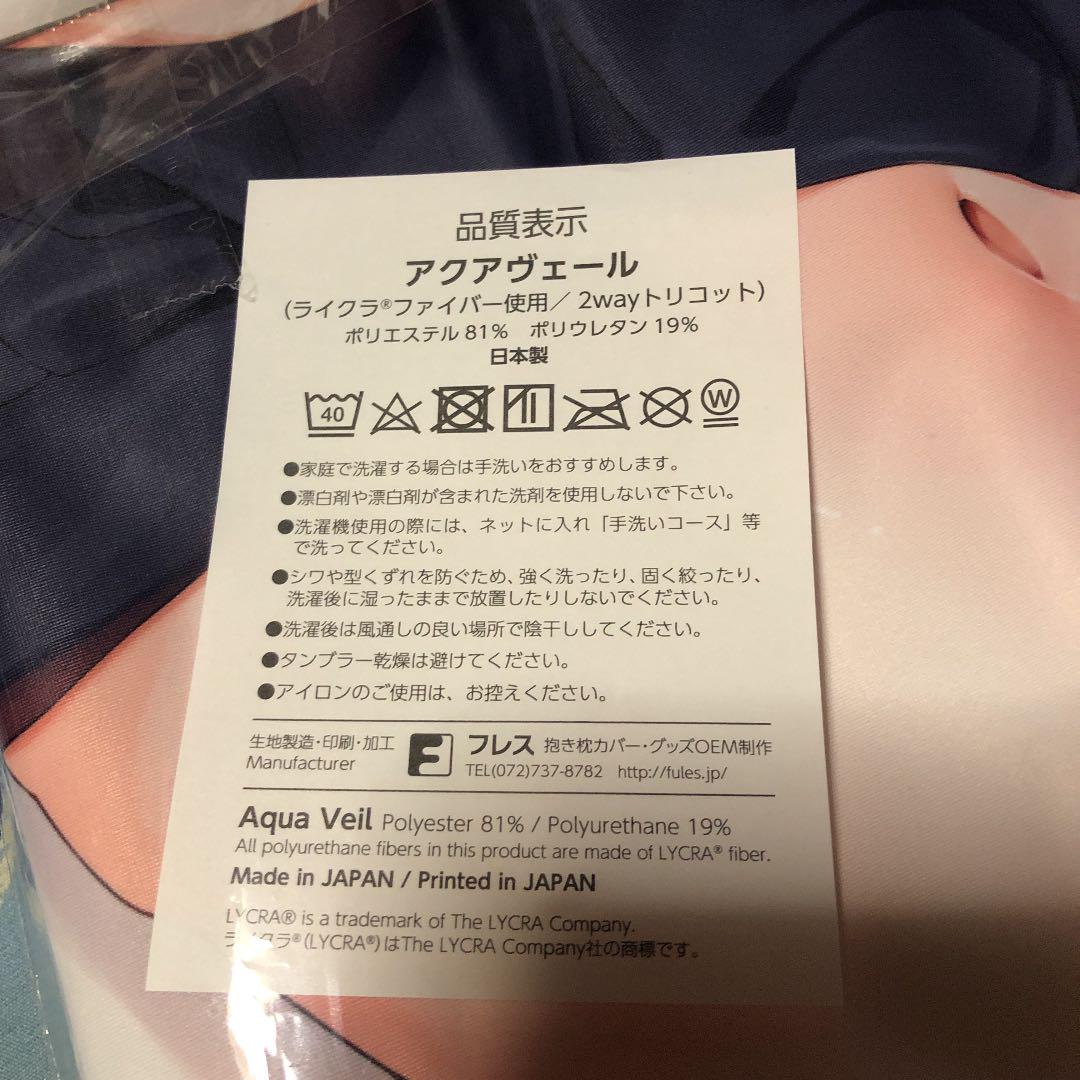 品質表示
アクアヴェール
(ライクラ®ファイバー使用／2wayトリコット)
ポリエステル81% ポリウレタン19%
日本製
40 W
●家庭で洗濯する場合は手洗いをおすすめします。
●漂白剤や漂白剤が含まれた洗剤を使用しないで下さい。
●洗濯機使用の際には、ネットに入れ「手洗いコース」等
で洗ってください。
●シワや型くずれを防ぐため、強く洗ったり、固く絞ったり、
洗濯後に湿ったままで放置したりしないでください。
●洗濯後は風通しの良い場所で陰干ししてください。
●タンブラー乾燥は避けてください。
●アイロンのご使用は、お控えください。
生地製造・印刷・加工 フレス 抱き枕カバー・グッズOEM制作
Manufacturer TEL(072)737-8782 http://fules.jp/
Aqua Veil Polyester 81% / Polyurethane 19%
All polyurethane fibers in this product are made of LYCRA® fiber.
Made in JAPAN / Printed in JAPAN
LYCRA® is a trademark of The LYCRA Company.
ライクラ®(LYCRA®)はThe LYCRA Company社の商標です。